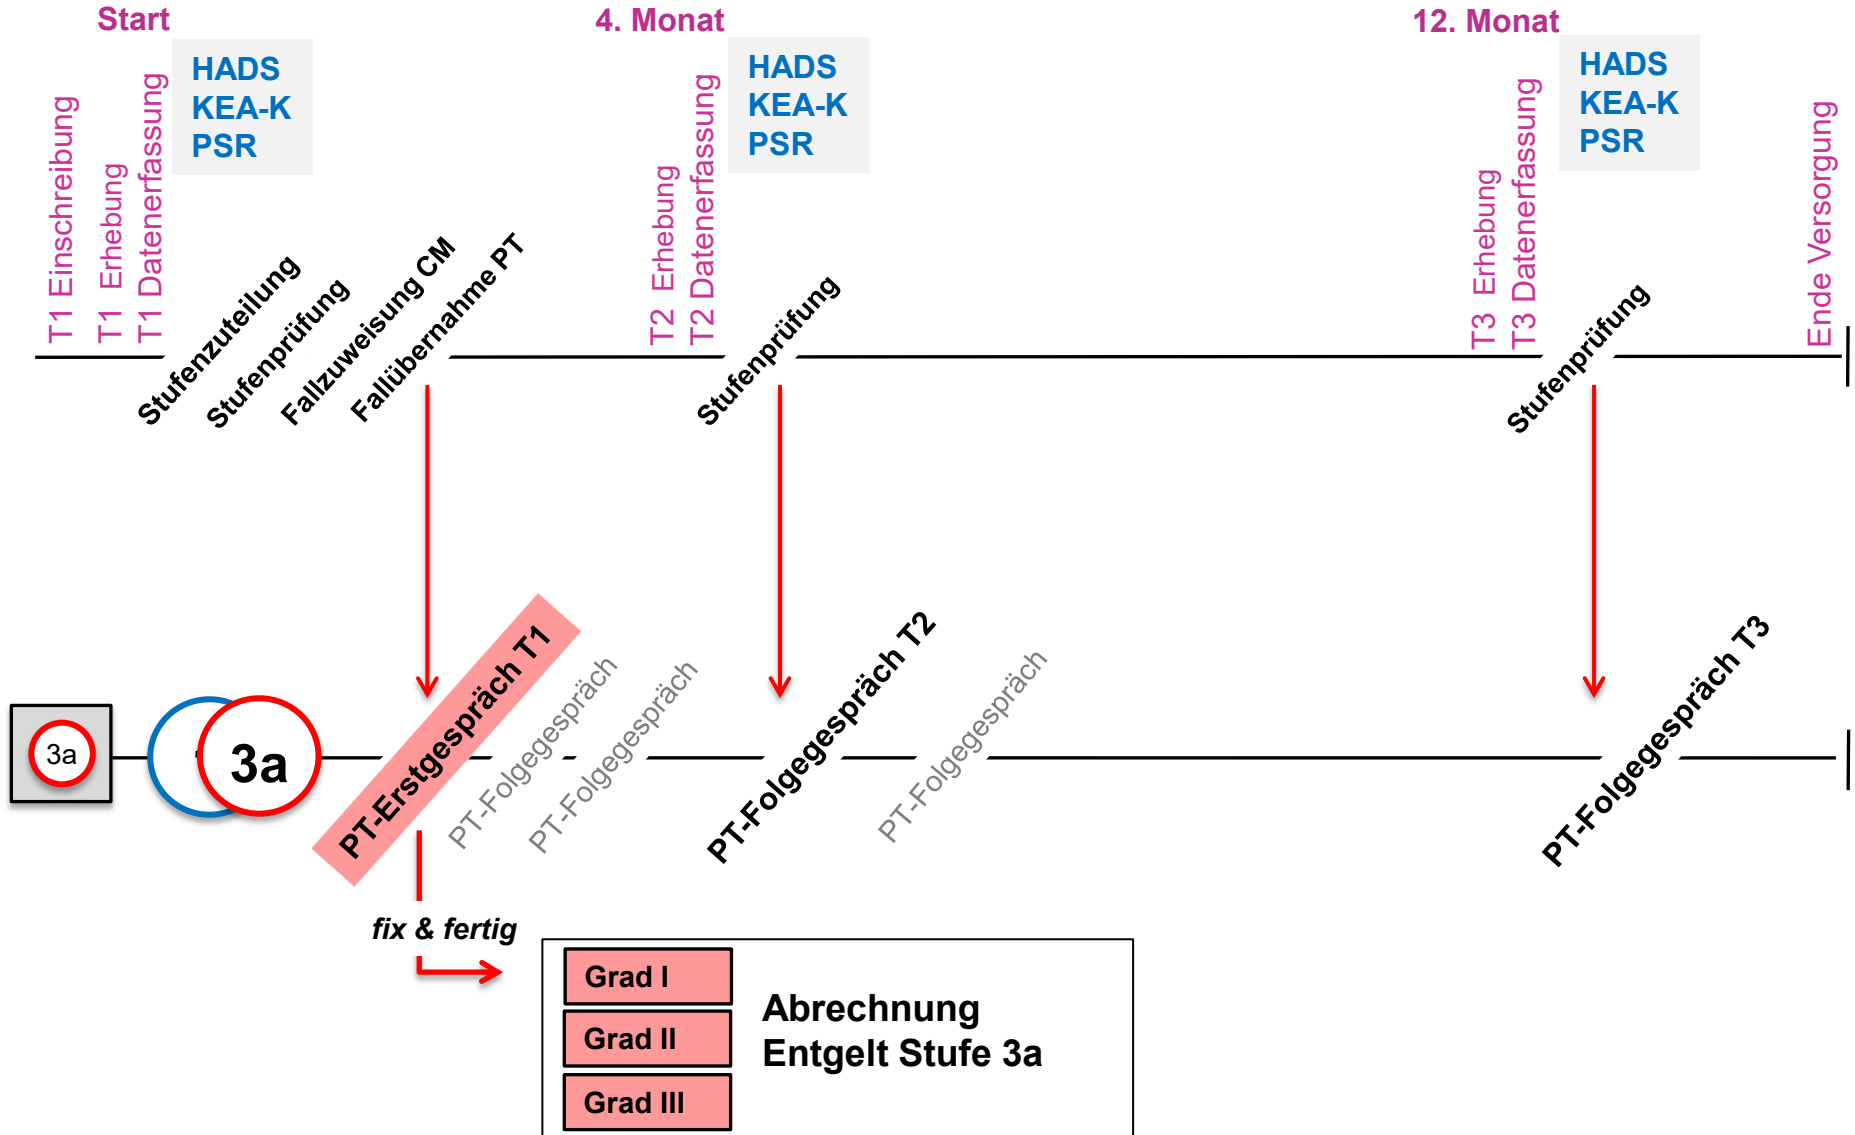 Start
4. Monat
12. Monat
HADS
KEA-K
PSR
HADS
KEA-K
PSR
HADS
KEA-K
PSR
T1 Einschreibung
T1 Erhebung
T1 Datenerfassung
T2 Erhebung
T2 Datenerfassung
T3 Erhebung
T3 Datenerfassung
Ende Versorgung
Stufenzuteilung
Stufenprüfung
Fallzuweisung CM
Fallübernahme PT
Stufenprüfung
Stufenprüfung
3a
3a
PT-Erstgespräch T1
PT-Folgegespräch
PT-Folgegespräch
PT-Folgegespräch T2
PT-Folgegespräch
PT-Folgegespräch T3
fix & fertig
Grad I
Grad II
Grad III
Abrechnung
Entgelt Stufe 3a